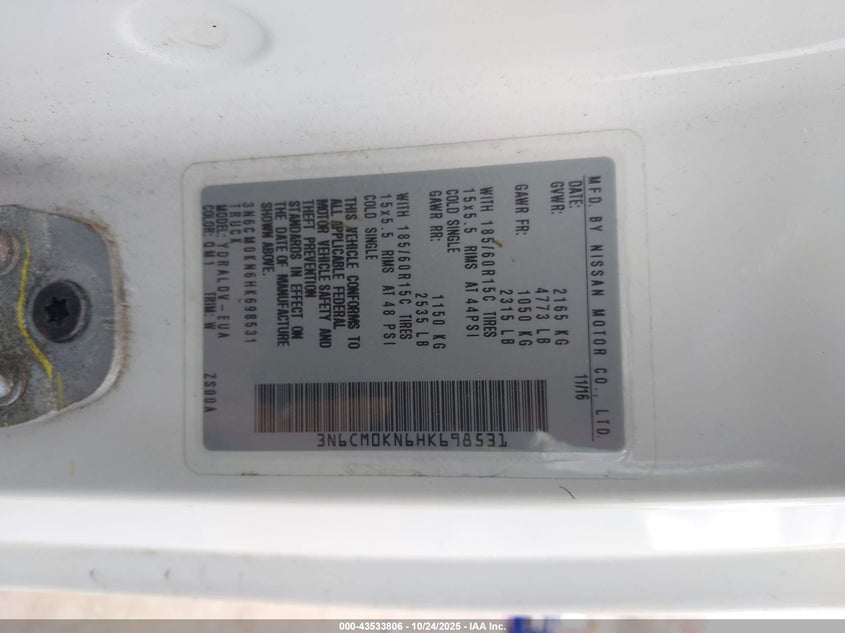 MFD. BY NISSAN MOTOR CO., LTD.
DATE: 11/16
GVWR: 2165 KG
4773 LB
GAWR FR: 1050 KG
2315 LB
WITH 185/60R15C TIRES
15x5.5 RIMS AT 44PSI
COLD SINGLE
GAWR RR: 1150 KG
2535 LB
WITH 185/60R15C TIRES
15x5.5 RIMS AT 48 PSI
COLD SINGLE
THIS VEHICLE CONFORMS TO
ALL APPLICABLE FEDERAL
MOTOR VEHICLE SAFETY AND
THEFT PREVENTION
STANDARDS IN EFFECT ON
THE DATE OF MANUFACTURE
SHOWN ABOVE.
3N6CM0KN6HK698531
TRUCK
MODEL: YDRALDV-EUA
COLOR: QM1 TRIM: W ZS00A
3N6CM0KN6HK698531
000-43533806 - 10/24/2025 - IAA Inc.